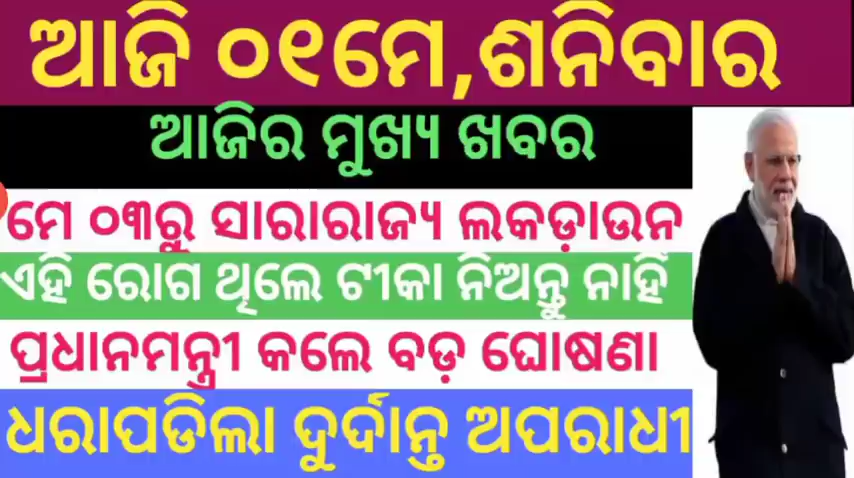 ଆଜି ୦୧ମେ,ଶନିବାର
ଆଜିର ମୁଖ୍ୟ ଖବର
ମେ ୦୩ରୁ ସାରାରାଜ୍ୟ ଲକଡ଼ାଉନ
ଏହି ରୋଗ ଥିଲେ ଟୀକା ନିଅନ୍ତୁ ନାହିଁ
ପ୍ରଧାନମନ୍ତ୍ରୀ କଲେ ବଡ଼ ଘୋଷଣା
ଧରାପଡିଲା ଦୁର୍ଦାନ୍ତ ଅପରାଧୀ